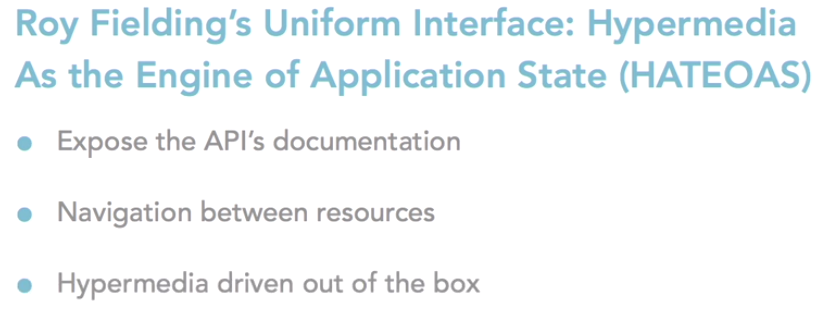 Roy Fielding’s Uniform Interface: Hypermedia
As the Engine of Application State (HATEOAS)
• Expose the API’s documentation
• Navigation between resources
• Hypermedia driven out of the box